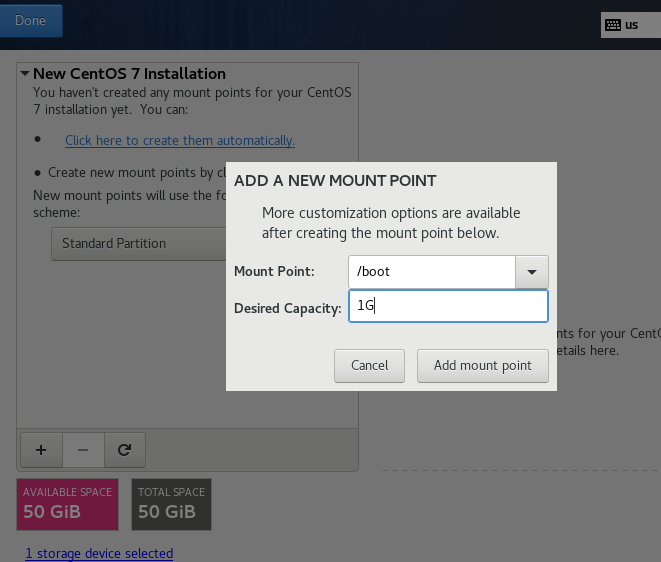 Done
us
New CentOS 7 Installation
You haven't created any mount points for your CentOS
7 installation yet. You can:
• Click here to create them automatically.
• Create new mount points by cl
New mount points will use the fo
scheme:
Standard Partition
ADD A NEW MOUNT POINT
More customization options are available
after creating the mount point below.
Mount Point:
/boot
Desired Capacity:
1G
Cancel
Add mount point
nts for your Cent
etails here.
+
−
AVAILABLE SPACE
50 GiB
TOTAL SPACE
50 GiB
1 storage device selected